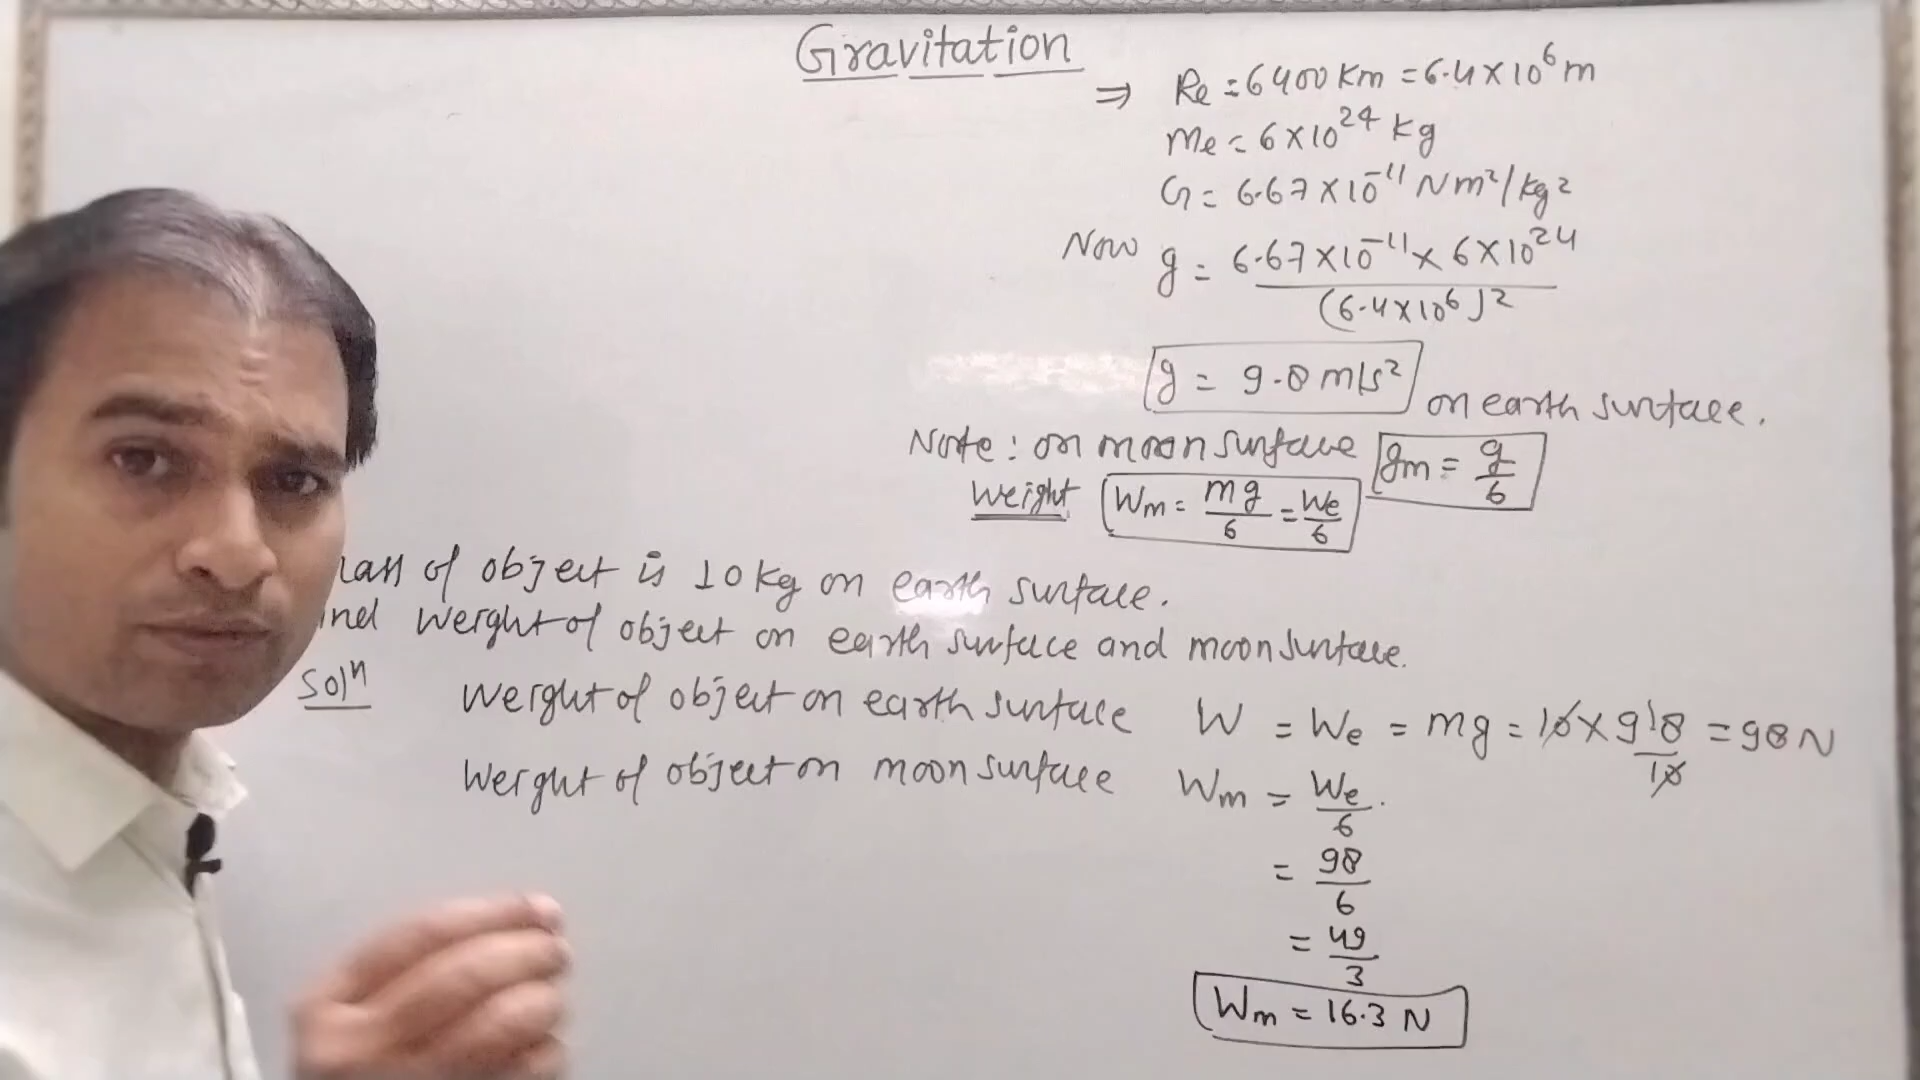 Gravitation
⇒ Re = 6400 Km = 6.4 × 10⁶ m
Me = 6 × 10²⁴ Kg
G = 6.67 × 10⁻¹¹ Nm²/kg²
Now g = 6.67 × 10⁻¹¹ × 6 × 10²⁴ / (6.4 × 10⁶)²
g = 9.8 m/s² on earth surface.
Note : on moon surface gm = g/6
Weight Wm = mg/6 = We/6
of object is 10 kg on earth surface.
weight of object on earth surface and moon surface.
Solⁿ weight of object on earth surface W = We = mg = 10 × 98/10 = 98 N
Weight of object on moon surface Wm = We/6.
= 98/6
= 49/3
Wm = 16.3 N